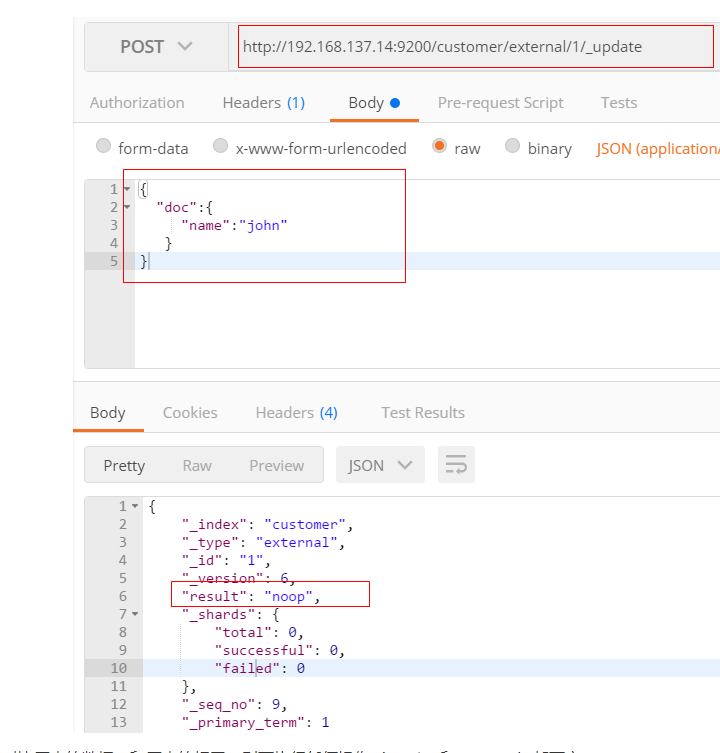 POST
http://192.168.137.14:9200/customer/external/1/_update
Authorization Headers (1) Body Pre-request Script Tests
form-data x-www-form-urlencoded raw binary JSON (application/
1 {
2 "doc":{
3 "name":"john"
4 }
5 }
Body Cookies Headers (4) Test Results
Pretty Raw Preview JSON
1 {
2 "_index": "customer",
3 "_type": "external",
4 "_id": "1",
5 "_version": 6,
6 "result": "noop",
7 "_shards": {
8 "total": 0,
9 "successful": 0,
10 "failed": 0
11 },
12 "_seq_no": 9,
13 "_primary_term": 1